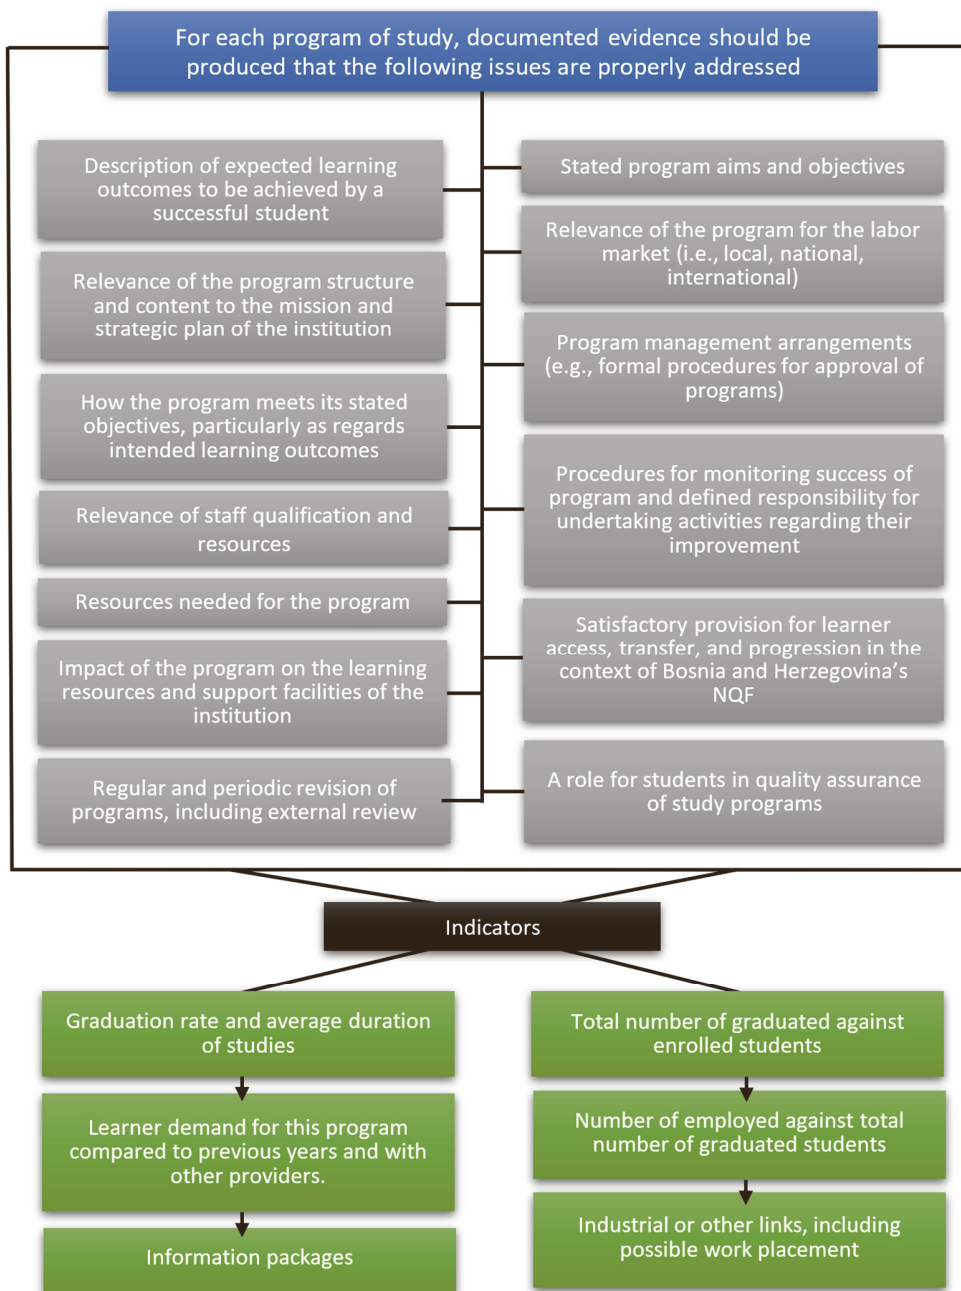 For each program of study, documented evidence should be
produced that the following issues are properly addressed
Description of expected learning
outcomes to be achieved by a
successful student
Relevance of the program structure
and content to the mission and
strategic plan of the institution
How the program meets its stated
objectives, particularly as regards
intended learning outcomes
Relevance of staff qualification and
resources
Resources needed for the program
Impact of the program on the learning
resources and support facilities of the
institution
Regular and periodic revision of
programs, including external review
Stated program aims and objectives
Relevance of the program for the labor
market (i.e., local, national,
international)
Program management arrangements
(e.g., formal procedures for approval of
programs)
Procedures for monitoring success of
program and defined responsibility for
undertaking activities regarding their
improvement
Satisfactory provision for learner
access, transfer, and progression in the
context of Bosnia and Herzegovina’s
NQF
A role for students in quality assurance
of study programs
Indicators
Graduation rate and average duration
of studies
Learner demand for this program
compared to previous years and with
other providers.
Information packages
Total number of graduated against
enrolled students
Number of employed against total
number of graduated students
Industrial or other links, including
possible work placement